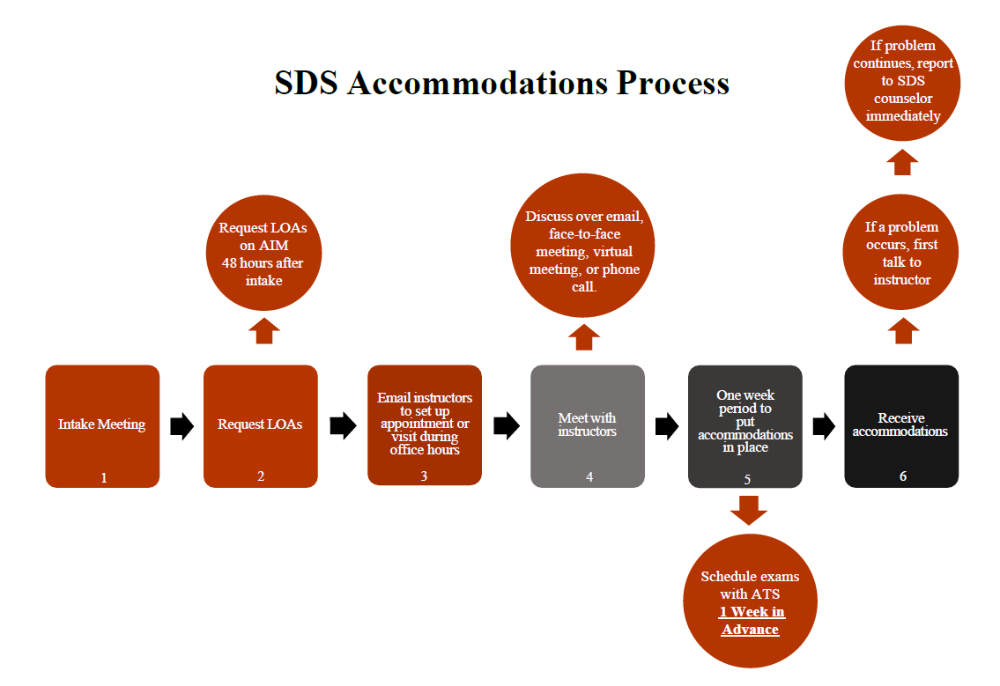 SDS Accommodations Process
If problem
continues, report
to SDS
counselor
immediately
Request LOAs
on AIM
48 hours after
intake
Discuss over email,
face-to-face
meeting, virtual
meeting, or phone
call.
If a problem
occurs, first
talk to
instructor
Intake Meeting
1
Request LOAs
2
Email instructors
to set up
appointment or
visit during
office hours
3
Meet with
instructors
4
One week
period to
put
accommodations
in place
5
Receive
accommodations
6
Schedule exams
with ATS
1 Week in
Advance